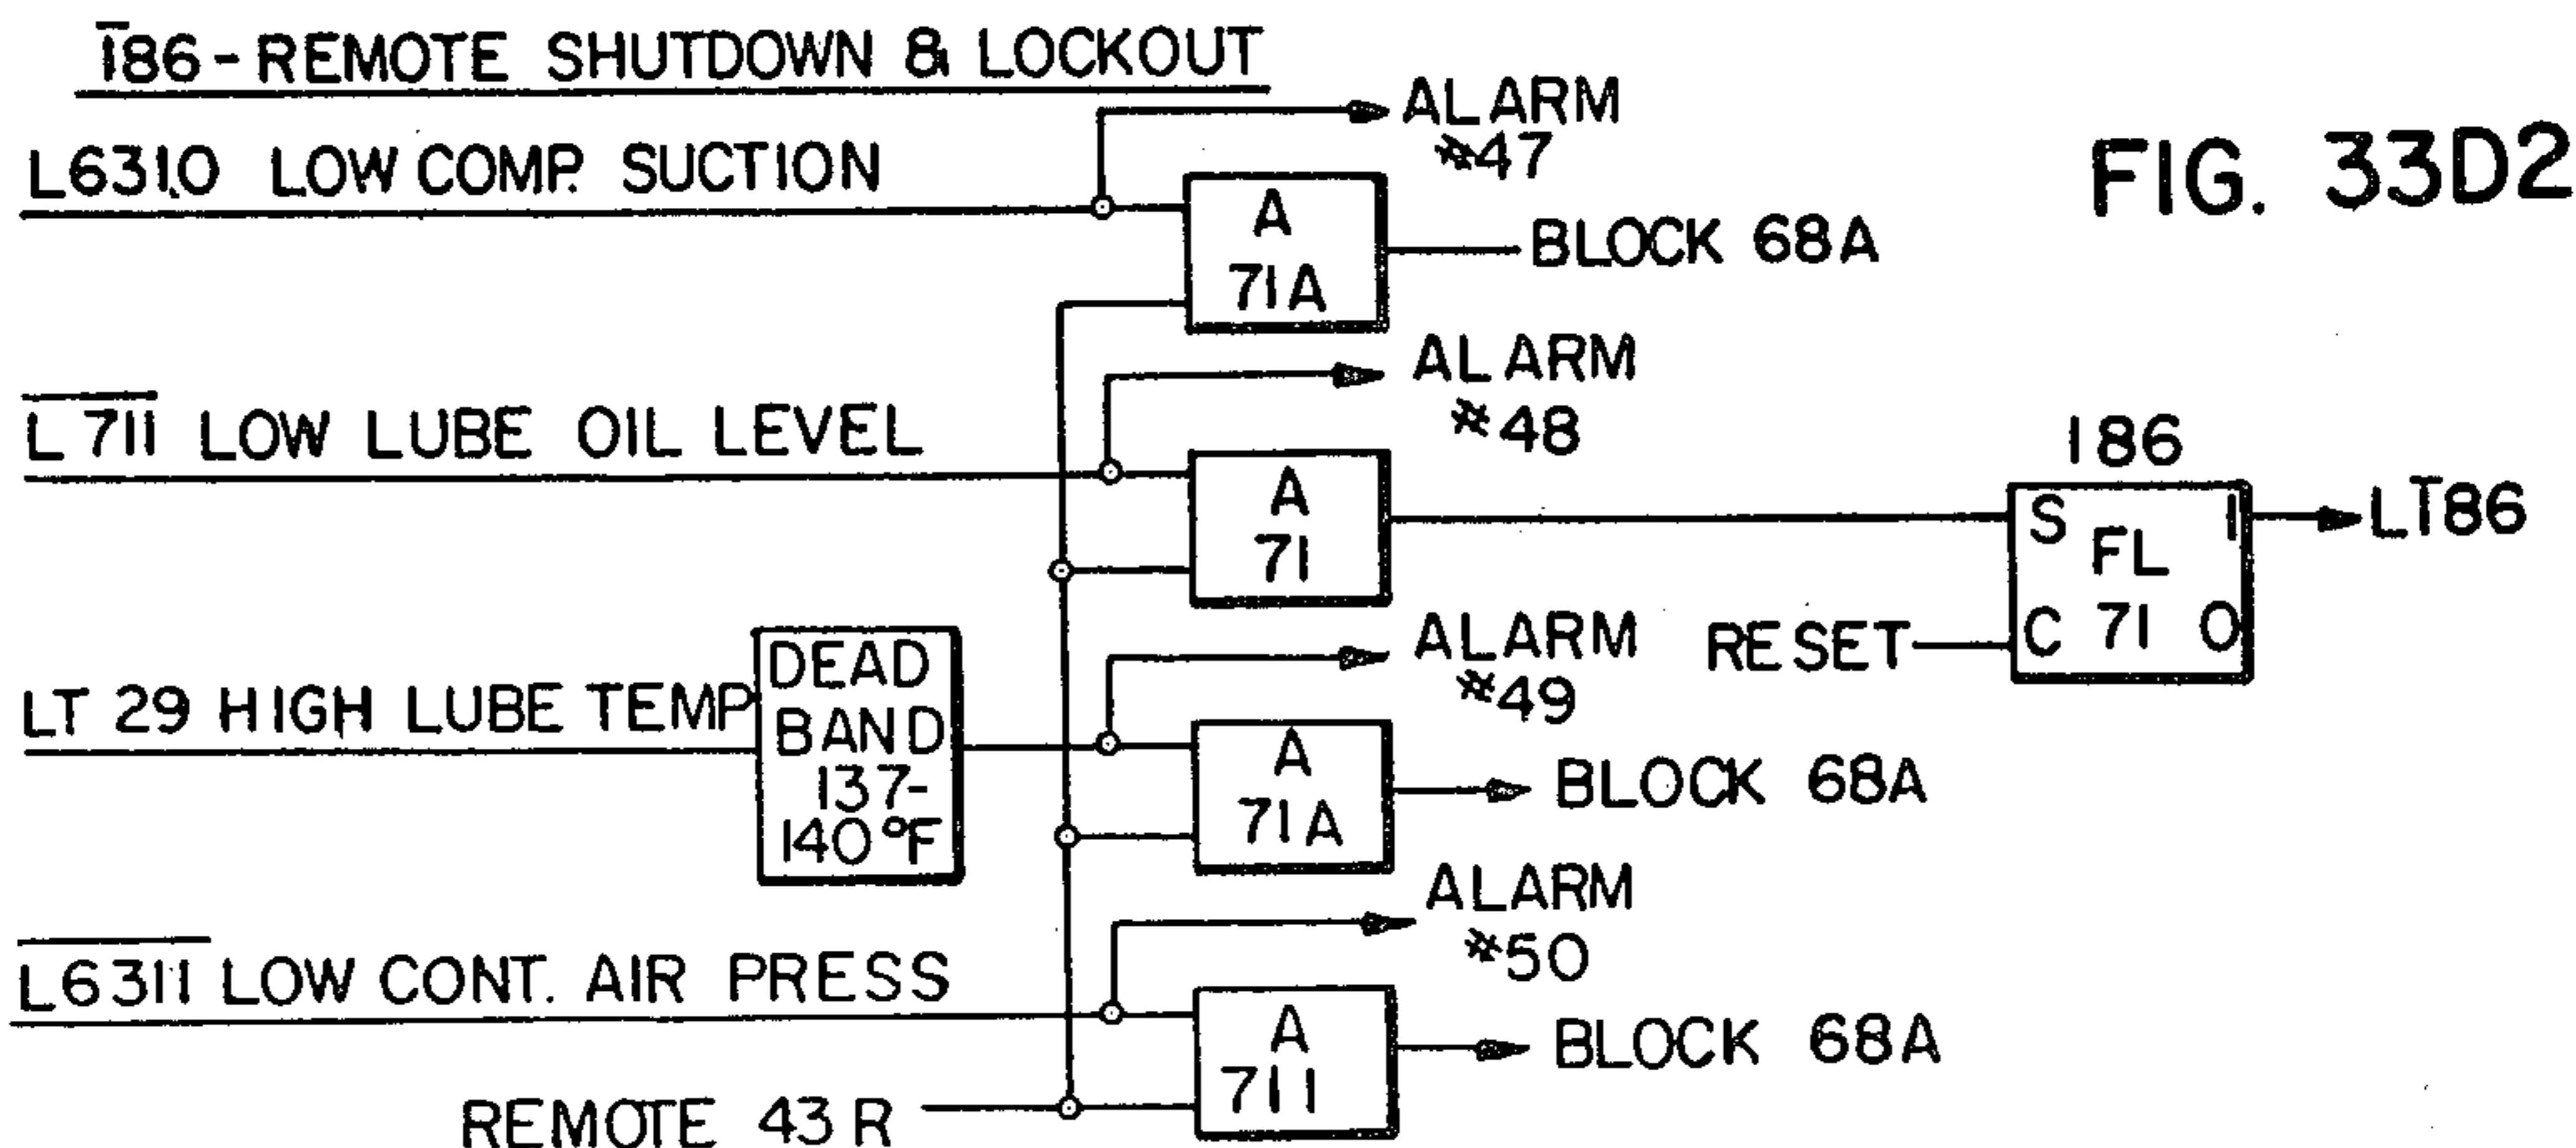 T86 - REMOTE SHUTDOWN & LOCKOUT
FIG. 33D2
L6310 LOW COMP. SUCTION
ALARM
#47
A
71A
BLOCK 68A
L711 LOW LUBE OIL LEVEL
ALARM
#48
A
71
186
S FL 1
C 71 0
RESET
LT86
LT 29 HIGH LUBE TEMP
DEAD
BAND
137-
140°F
ALARM
#49
A
71A
BLOCK 68A
L6311 LOW CONT. AIR PRESS
ALARM
#50
A
711
BLOCK 68A
REMOTE 43 R